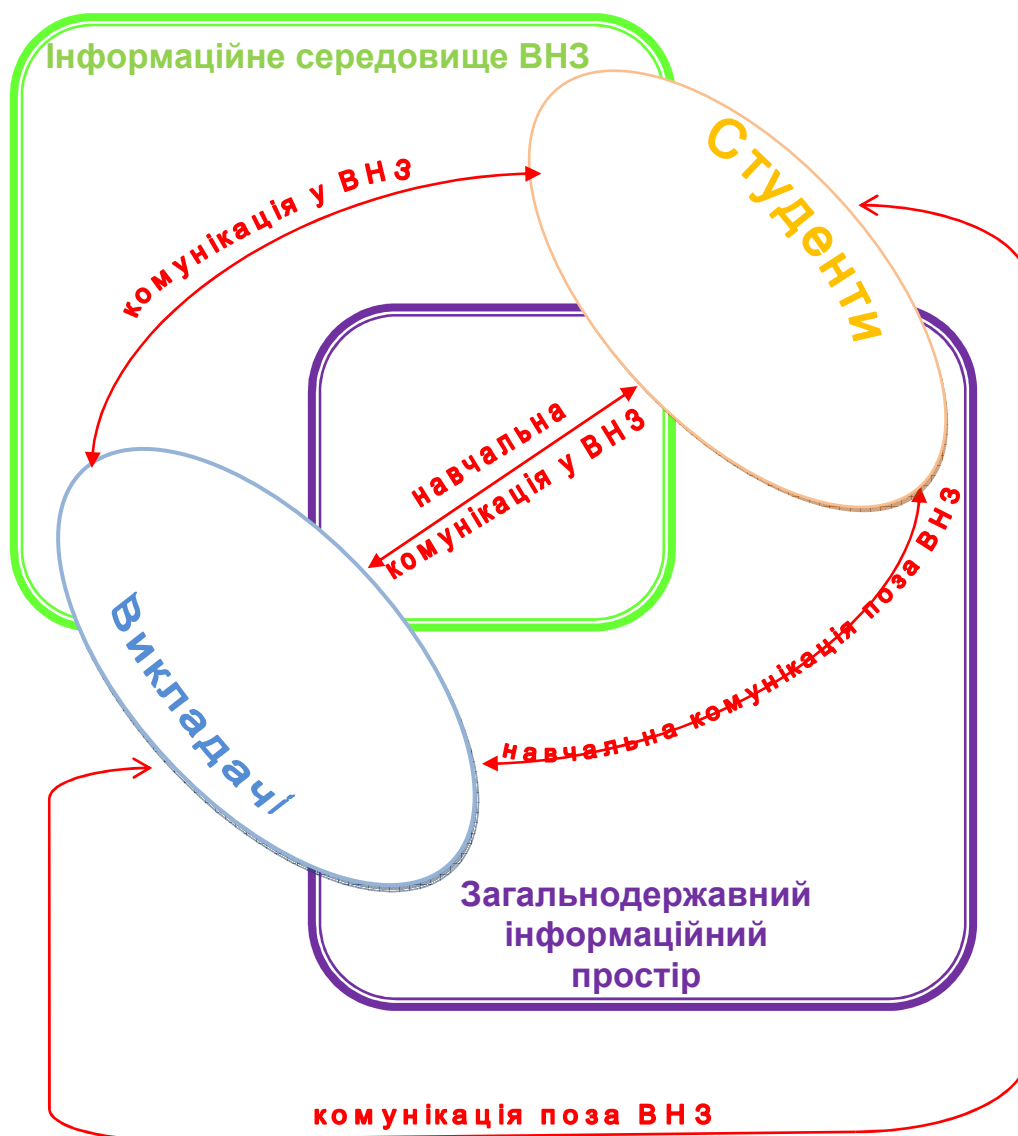 Інформаційне середовище ВНЗ
Студенти
комунікація у ВНЗ
навчальна
комунікація у ВНЗ
навчальна комунікація поза ВНЗ
Викладачі
Загальнодержавний
інформаційний
простір
комунікація поза ВНЗ